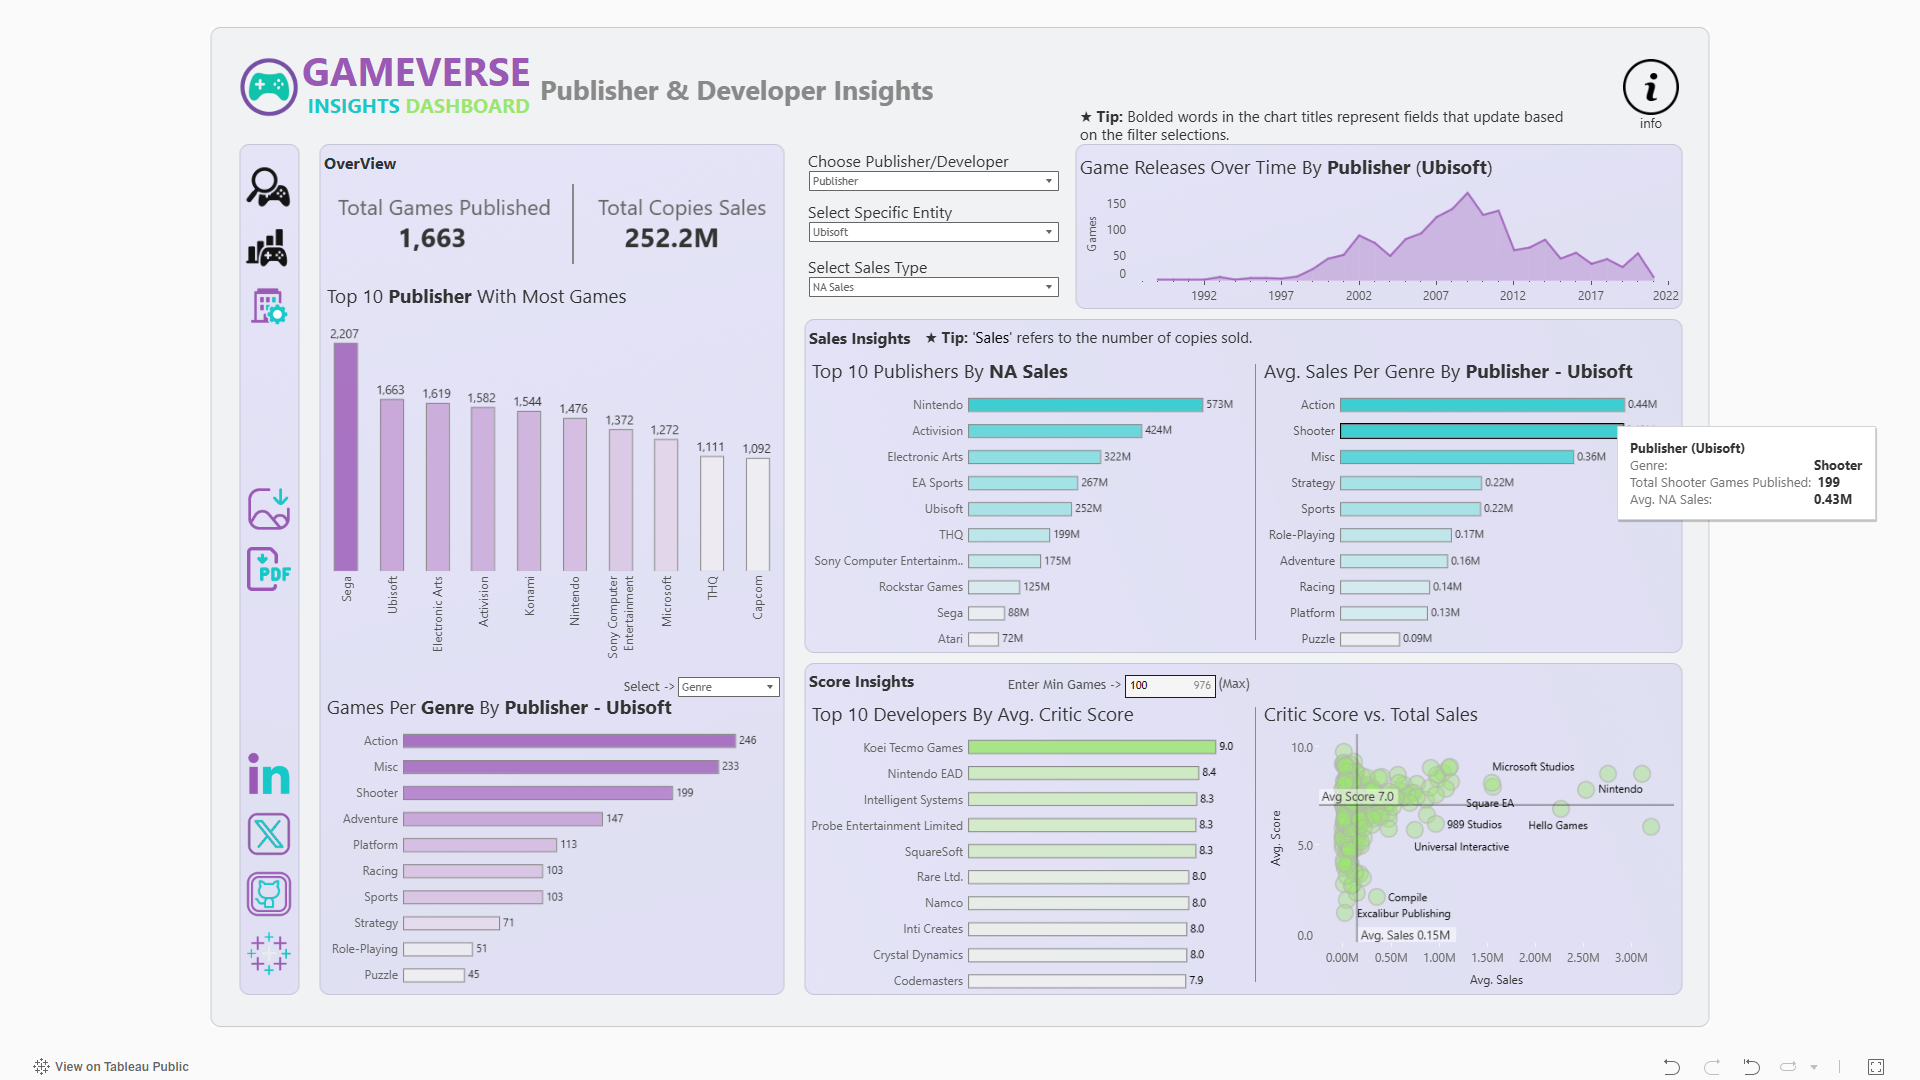 GAMEVERSE
INSIGHTS DASHBOARD
Publisher & Developer Insights
★ Tip: Bolded words in the chart titles represent fields that update based
on the filter selections.
info
OverView
Total Games Published
1,663
Total Copies Sales
252.2M
Top 10 Publisher With Most Games
2,207
1,663
1,619
1,582
1,544
1,476
1,372
1,272
1,111
1,092
Sega
Ubisoft
Electronic Arts
Activision
Konami
Nintendo
Sony Computer
Entertainment
Microsoft
THQ
Capcom
Select -> Genre
Games Per Genre By Publisher - Ubisoft
Action 246
Misc 233
Shooter 199
Adventure 147
Platform 113
Racing 103
Sports 103
Strategy 71
Role-Playing 51
Puzzle 45
Choose Publisher/Developer
Publisher
Select Specific Entity
Ubisoft
Select Sales Type
NA Sales
Game Releases Over Time By Publisher (Ubisoft)
Games
150
100
50
0
1992 1997 2002 2007 2012 2017 2022
Sales Insights ★ Tip: 'Sales' refers to the number of copies sold.
Top 10 Publishers By NA Sales
Nintendo 573M
Activision 424M
Electronic Arts 322M
EA Sports 267M
Ubisoft 252M
THQ 199M
Sony Computer Entertainm.. 175M
Rockstar Games 125M
Sega 88M
Atari 72M
Avg. Sales Per Genre By Publisher - Ubisoft
Action 0.44M
Shooter
Misc 0.36M
Strategy 0.22M
Sports 0.22M
Role-Playing 0.17M
Adventure 0.16M
Racing 0.14M
Platform 0.13M
Puzzle 0.09M
Publisher (Ubisoft)
Genre: Shooter
Total Shooter Games Published: 199
Avg. NA Sales: 0.43M
Score Insights
Enter Min Games -> 100 976 (Max)
Top 10 Developers By Avg. Critic Score
Koei Tecmo Games 9.0
Nintendo EAD 8.4
Intelligent Systems 8.3
Probe Entertainment Limited 8.3
SquareSoft 8.3
Rare Ltd. 8.0
Namco 8.0
Inti Creates 8.0
Crystal Dynamics 8.0
Codemasters 7.9
Critic Score vs. Total Sales
Avg. Score
10.0
5.0
0.0
Microsoft Studios
Nintendo
Avg Score 7.0
Square EA
989 Studios
Hello Games
Universal Interactive
Compile
Excalibur Publishing
Avg. Sales 0.15M
0.00M 0.50M 1.00M 1.50M 2.00M 2.50M 3.00M
Avg. Sales
PDF
in
View on Tableau Public